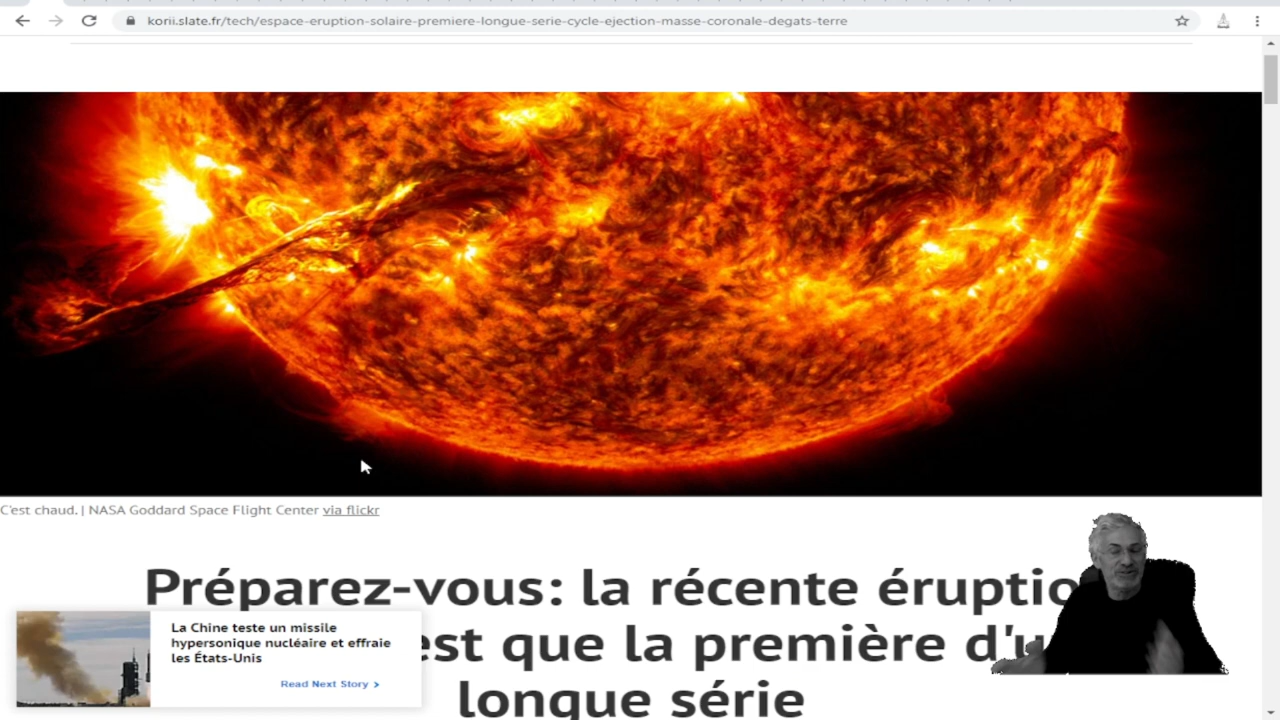 korii.slate.fr/tech/espace-eruption-solaire-premiere-longue-serie-cycle-ejection-masse-coronale-degats-terre
C'est chaud. | NASA Goddard Space Flight Center via flickr
Préparez-vous: la récente éruptio
est que la première d'u
longue série
La Chine teste un missile
hypersonique nucléaire et effraie
les États-Unis
Read Next Story >